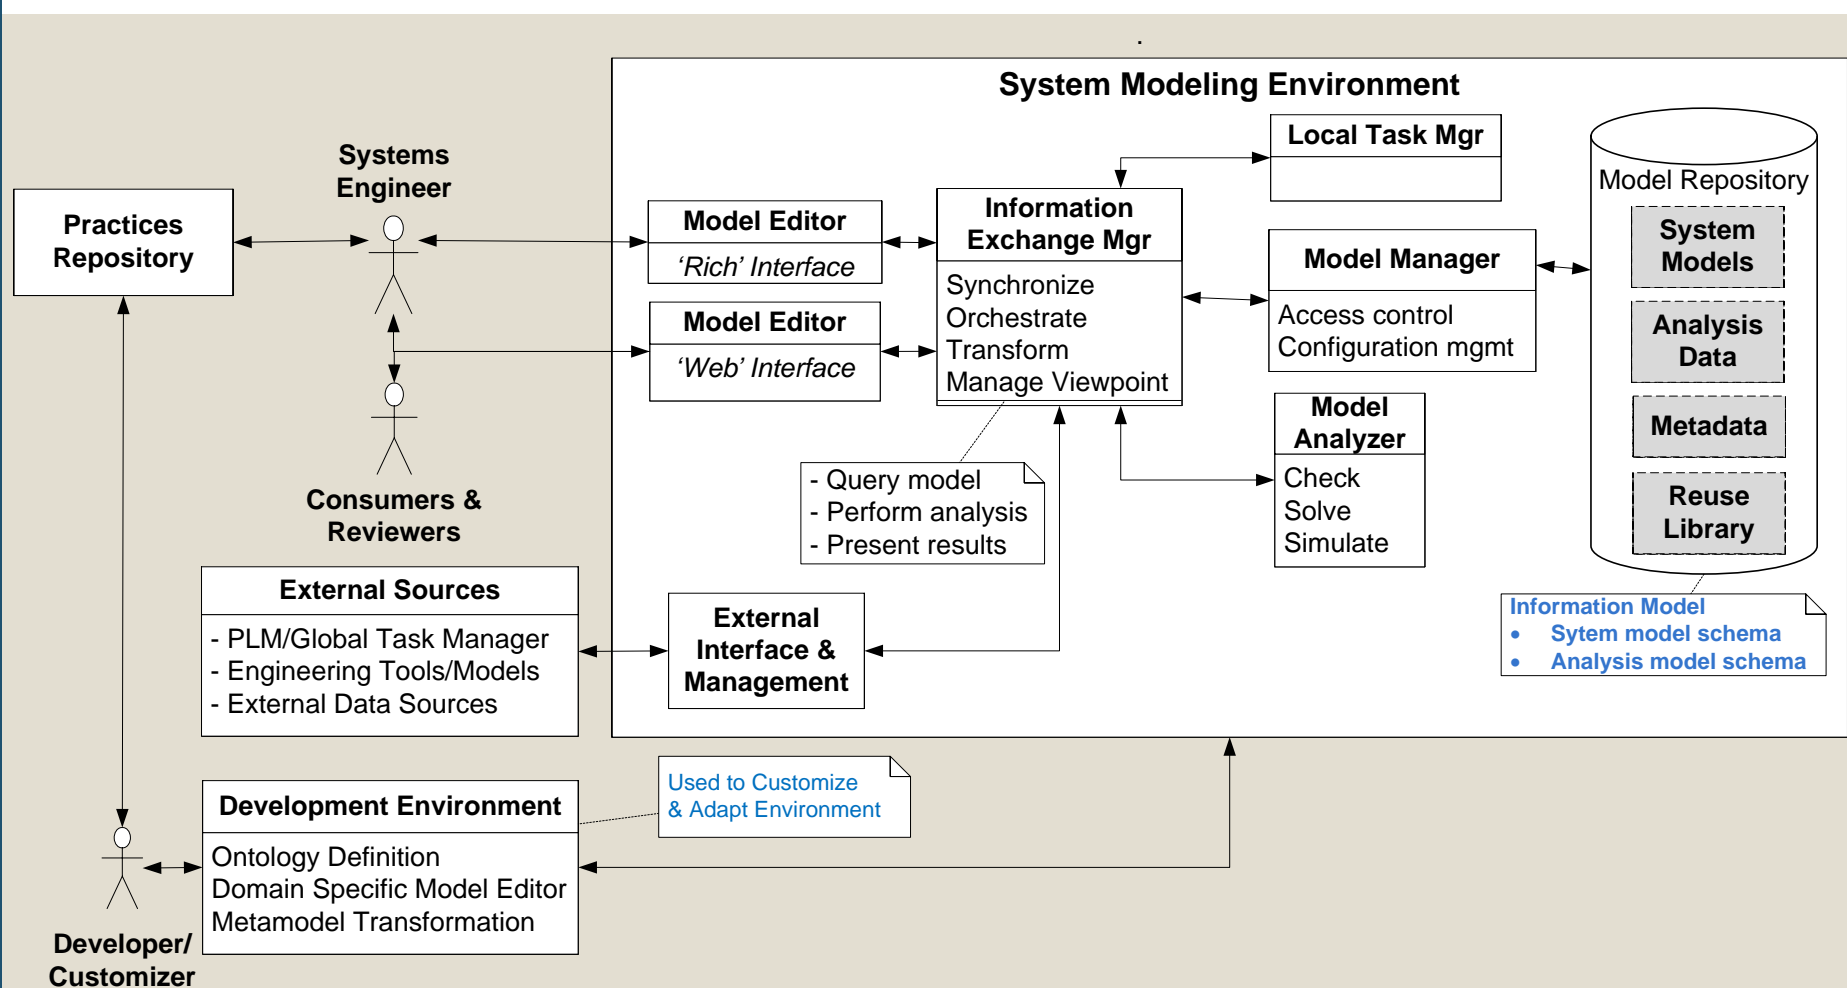 System Modeling Environment
Systems
Engineer
Practices
Repository
Consumers &
Reviewers
Model Editor
'Rich' Interface
Model Editor
'Web' Interface
Information
Exchange Mgr
Synchronize
Orchestrate
Transform
Manage Viewpoint
- Query model
- Perform analysis
- Present results
Local Task Mgr
Model Manager
Access control
Configuration mgmt
Model
Analyzer
Check
Solve
Simulate
Model Repository
System
Models
Analysis
Data
Metadata
Reuse
Library
Information Model
• Sytem model schema
• Analysis model schema
External Sources
- PLM/Global Task Manager
- Engineering Tools/Models
- External Data Sources
External
Interface &
Management
Used to Customize
& Adapt Environment
Development Environment
Ontology Definition
Domain Specific Model Editor
Metamodel Transformation
Developer/
Customizer